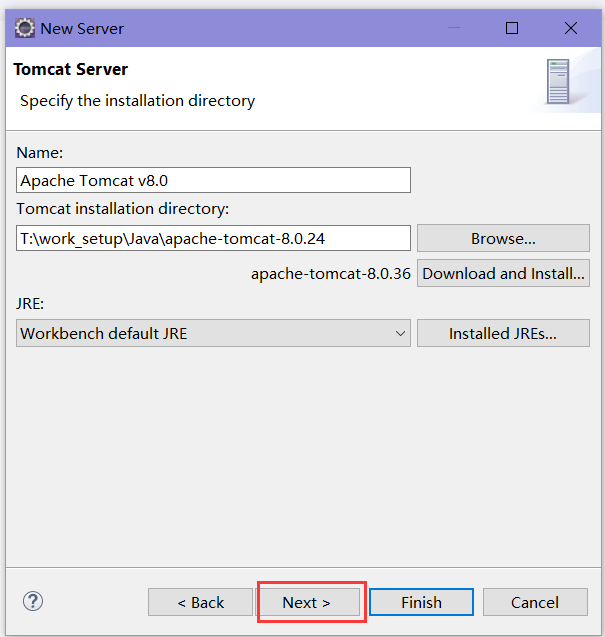 New Server
Tomcat Server
Specify the installation directory
Name:
Apache Tomcat v8.0
Tomcat installation directory:
T:\work_setup\Java\apache-tomcat-8.0.24 Browse...
apache-tomcat-8.0.36 Download and Install...
JRE:
Workbench default JRE Installed JREs...
? < Back Next > Finish Cancel